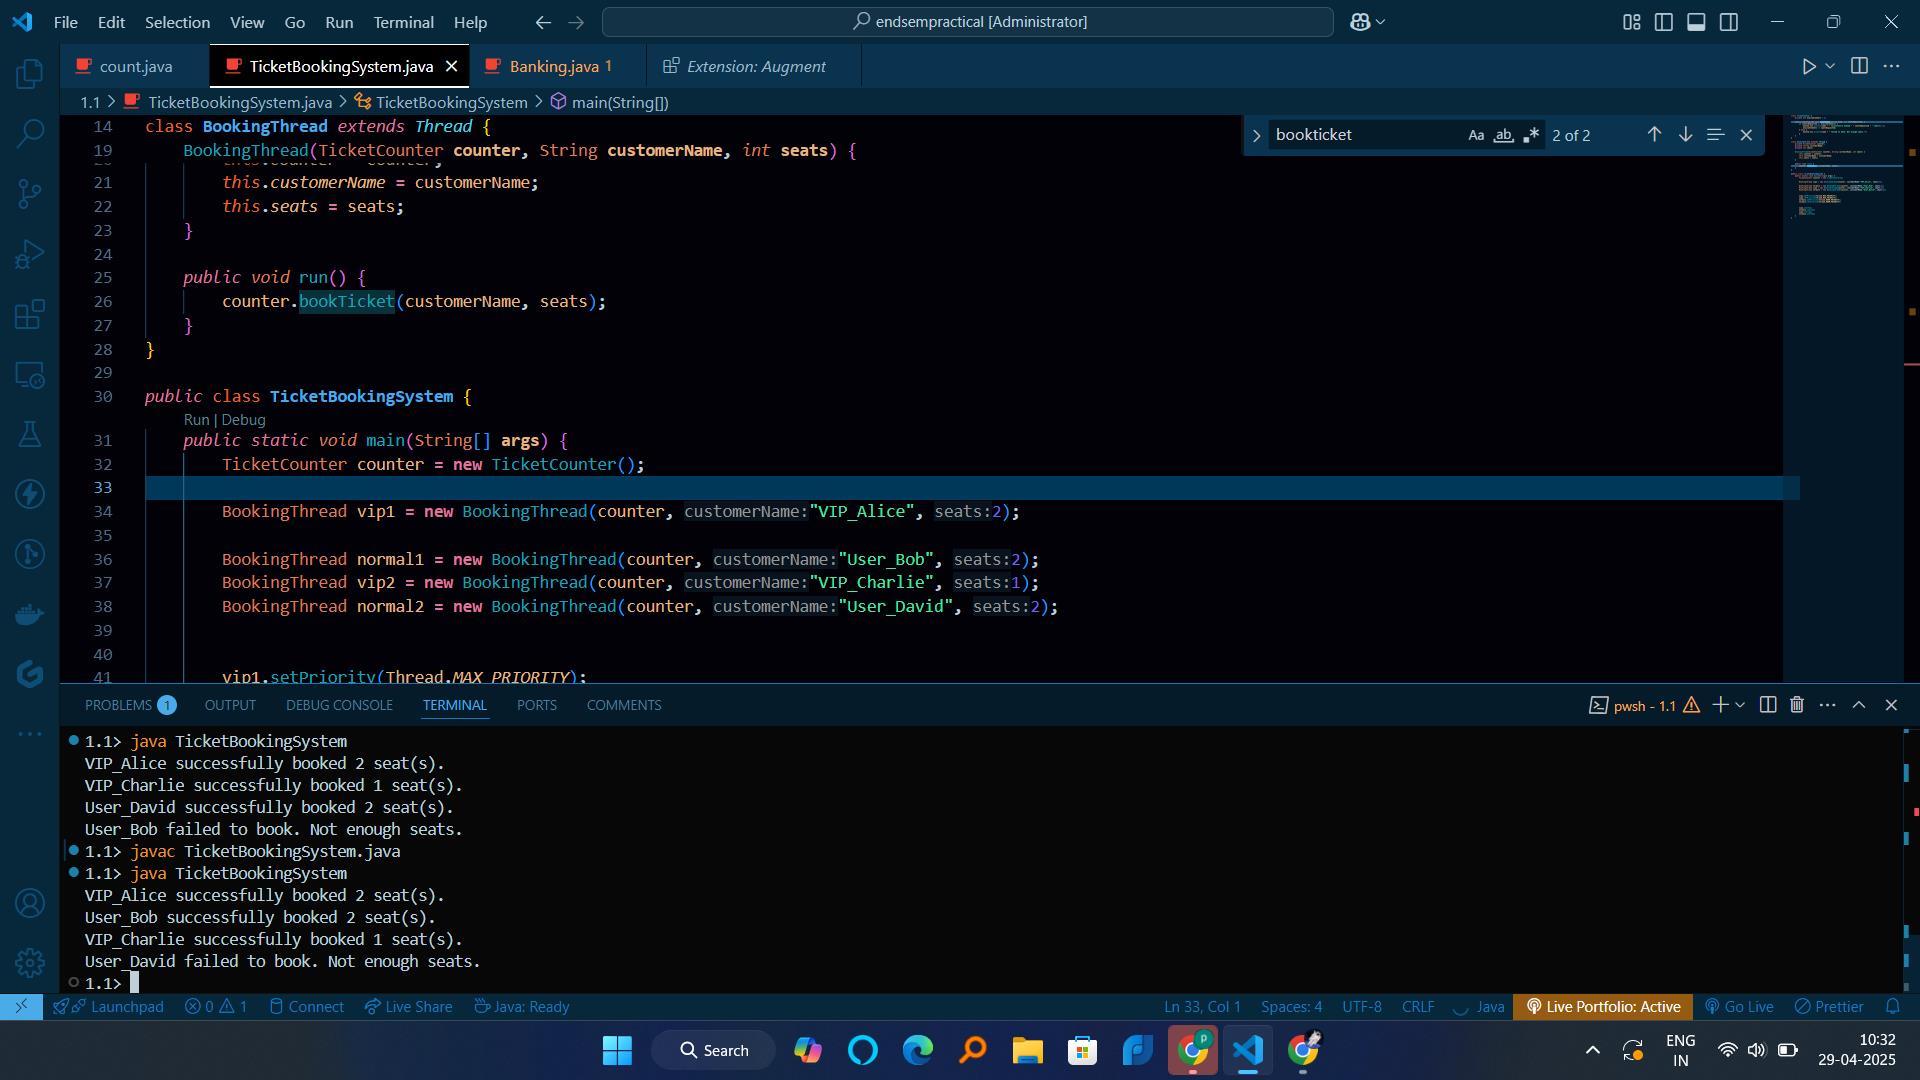 File Edit Selection View Go Run Terminal Help
endsempractical [Administrator]
count.java TicketBookingSystem.java Banking.java 1 Extension: Augment
1.1 > TicketBookingSystem.java > TicketBookingSystem > main(String[])
bookticket Aa ab 2 of 2
14 class BookingThread extends Thread {
19 BookingThread(TicketCounter counter, String customerName, int seats) {
21 this.customerName = customerName;
22 this.seats = seats;
23 }
24
25 public void run() {
26 counter.bookTicket(customerName, seats);
27 }
28 }
29
30 public class TicketBookingSystem {
Run | Debug
31 public static void main(String[] args) {
32 TicketCounter counter = new TicketCounter();
33
34 BookingThread vip1 = new BookingThread(counter, customerName:"VIP_Alice", seats:2);
35
36 BookingThread normal1 = new BookingThread(counter, customerName:"User_Bob", seats:2);
37 BookingThread vip2 = new BookingThread(counter, customerName:"VIP_Charlie", seats:1);
38 BookingThread normal2 = new BookingThread(counter, customerName:"User_David", seats:2);
39
40
41 vip1.setPriority(Thread.MAX_PRIORITY);
PROBLEMS 1 OUTPUT DEBUG CONSOLE TERMINAL PORTS COMMENTS
pwsh - 1.1
1.1> java TicketBookingSystem
VIP_Alice successfully booked 2 seat(s).
VIP_Charlie successfully booked 1 seat(s).
User_David successfully booked 2 seat(s).
User_Bob failed to book. Not enough seats.
1.1> javac TicketBookingSystem.java
1.1> java TicketBookingSystem
VIP_Alice successfully booked 2 seat(s).
User_Bob successfully booked 2 seat(s).
VIP_Charlie successfully booked 1 seat(s).
User_David failed to book. Not enough seats.
1.1>
Launchpad 0 1 Connect Live Share Java: Ready Ln 33, Col 1 Spaces: 4 UTF-8 CRLF Java Live Portfolio: Active Go Live Prettier
Search
ENG
IN
10:32
29-04-2025